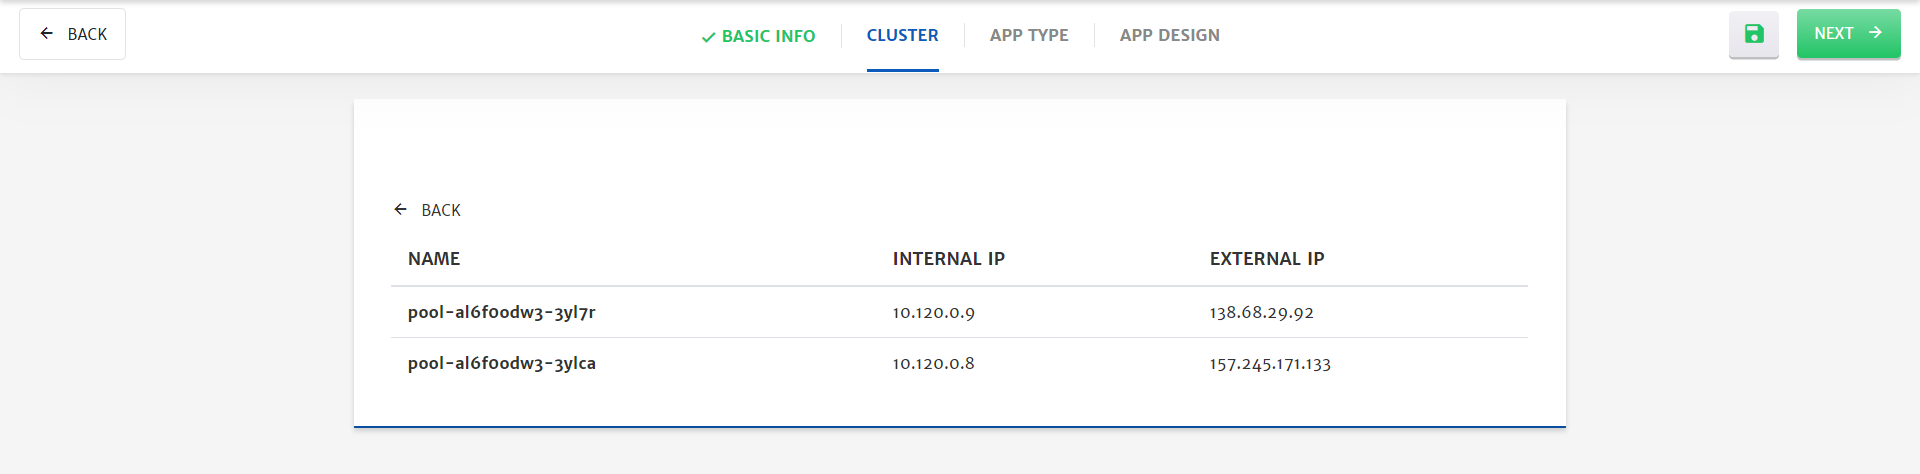 BACK
BASIC INFO CLUSTER APP TYPE APP DESIGN
NEXT
BACK
NAME INTERNAL IP EXTERNAL IP
pool-al6foodw3-3yl7r 10.120.0.9 138.68.29.92
pool-al6foodw3-3ylca 10.120.0.8 157.245.171.133